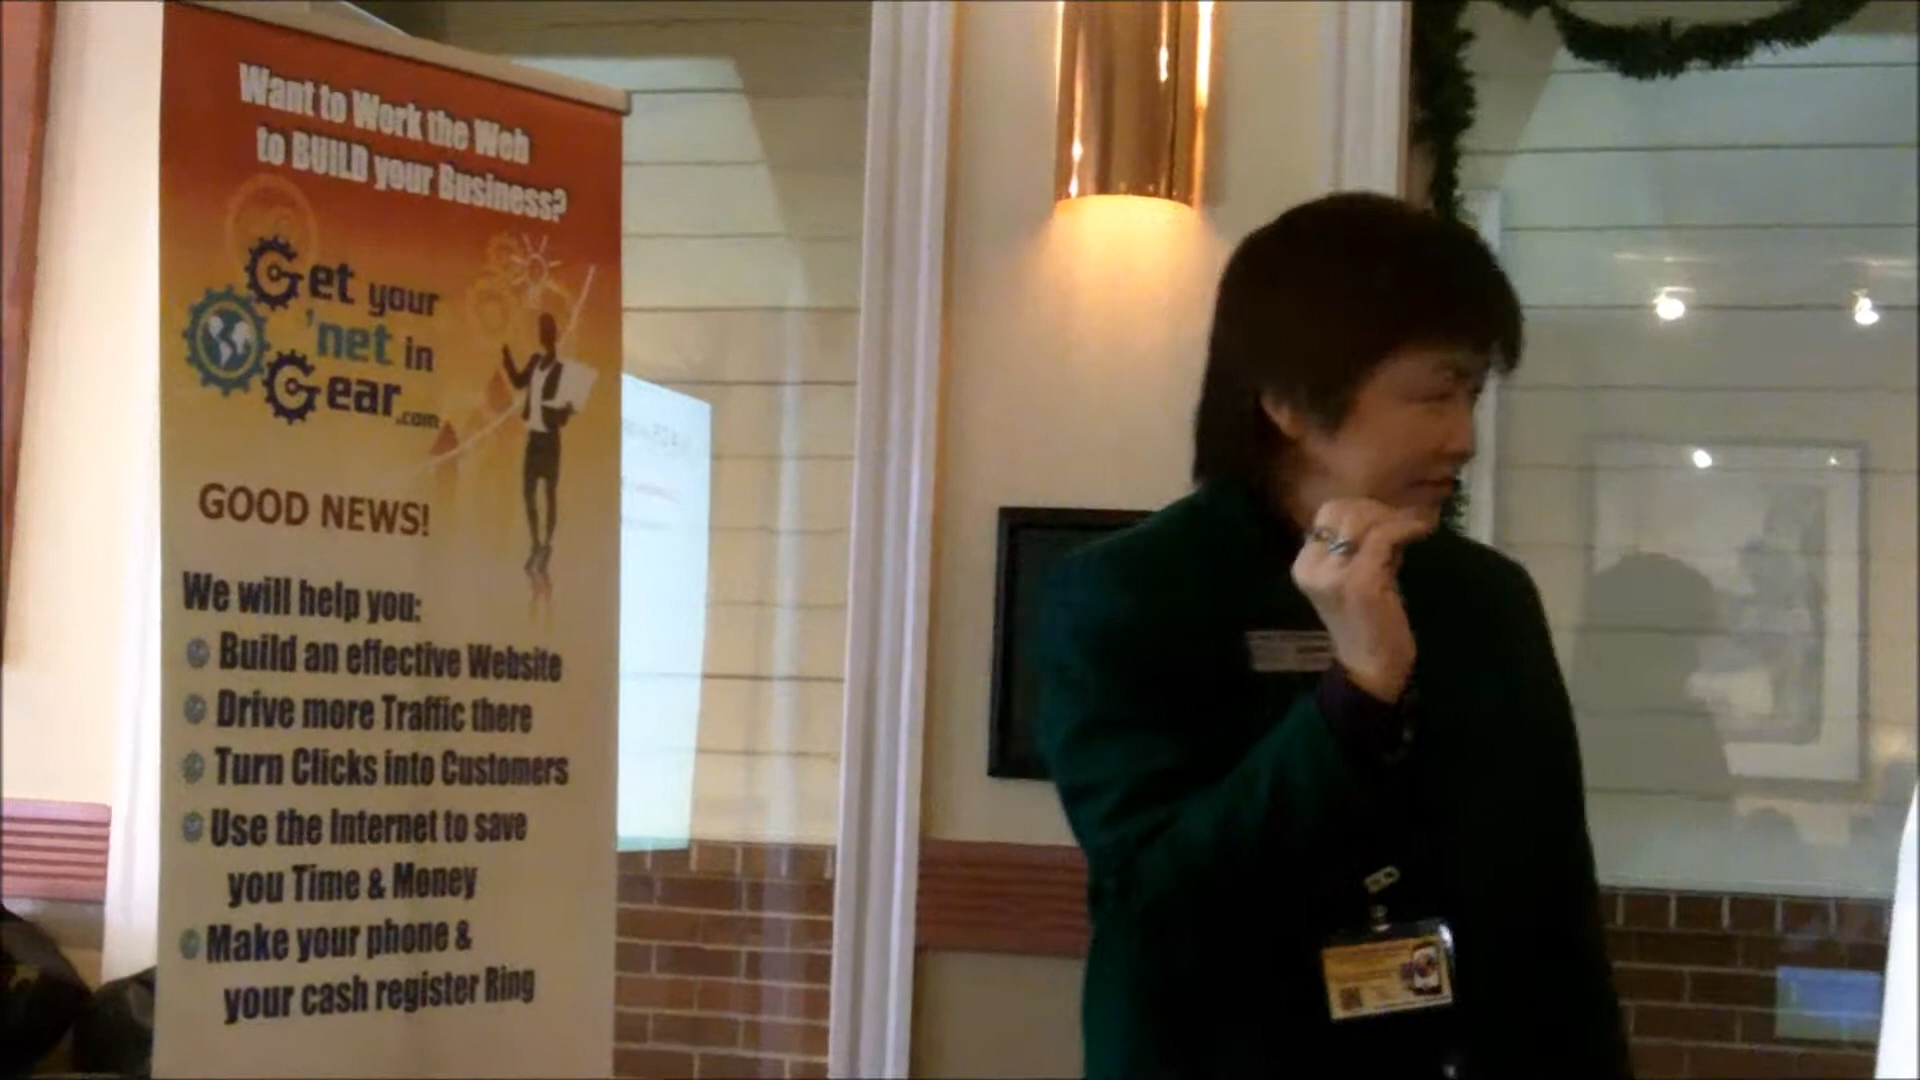 Want to Work the Web
to BUILD your Business?
Get your
'net in
Gear.com
GOOD NEWS!
We will help you:
Build an effective Website
Drive more Traffic there
Turn Clicks into Customers
Use the Internet to save
you Time & Money
Make your phone &
your cash register Ring